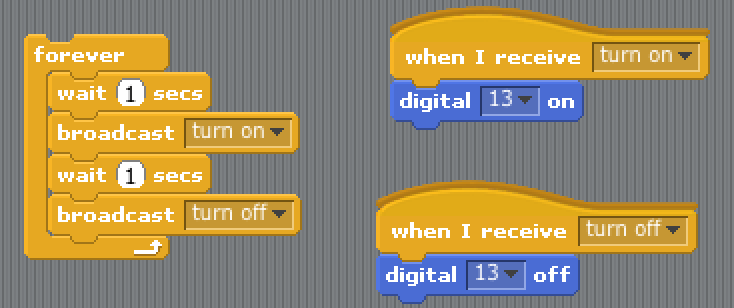 forever
wait 1 secs
broadcast turn on
wait 1 secs
broadcast turn off
when I receive turn on
digital 13 on
when I receive turn off
digital 13 off